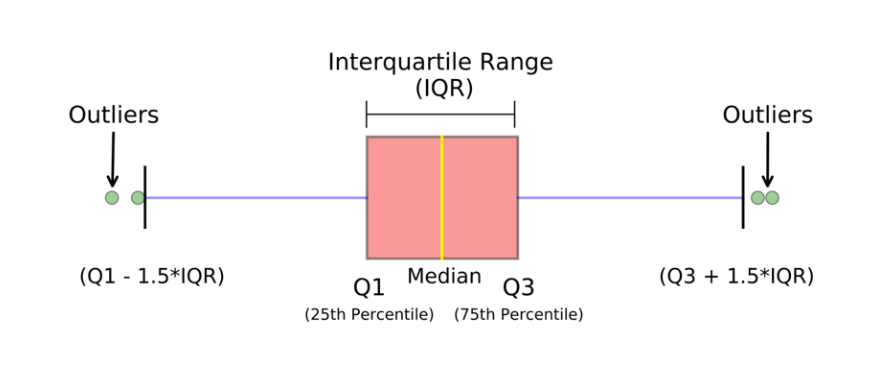 Interquartile Range
(IQR)
Outliers
Outliers
(Q1 - 1.5*IQR)
Q1
Median
Q3
(Q3 + 1.5*IQR)
(25th Percentile)
(75th Percentile)